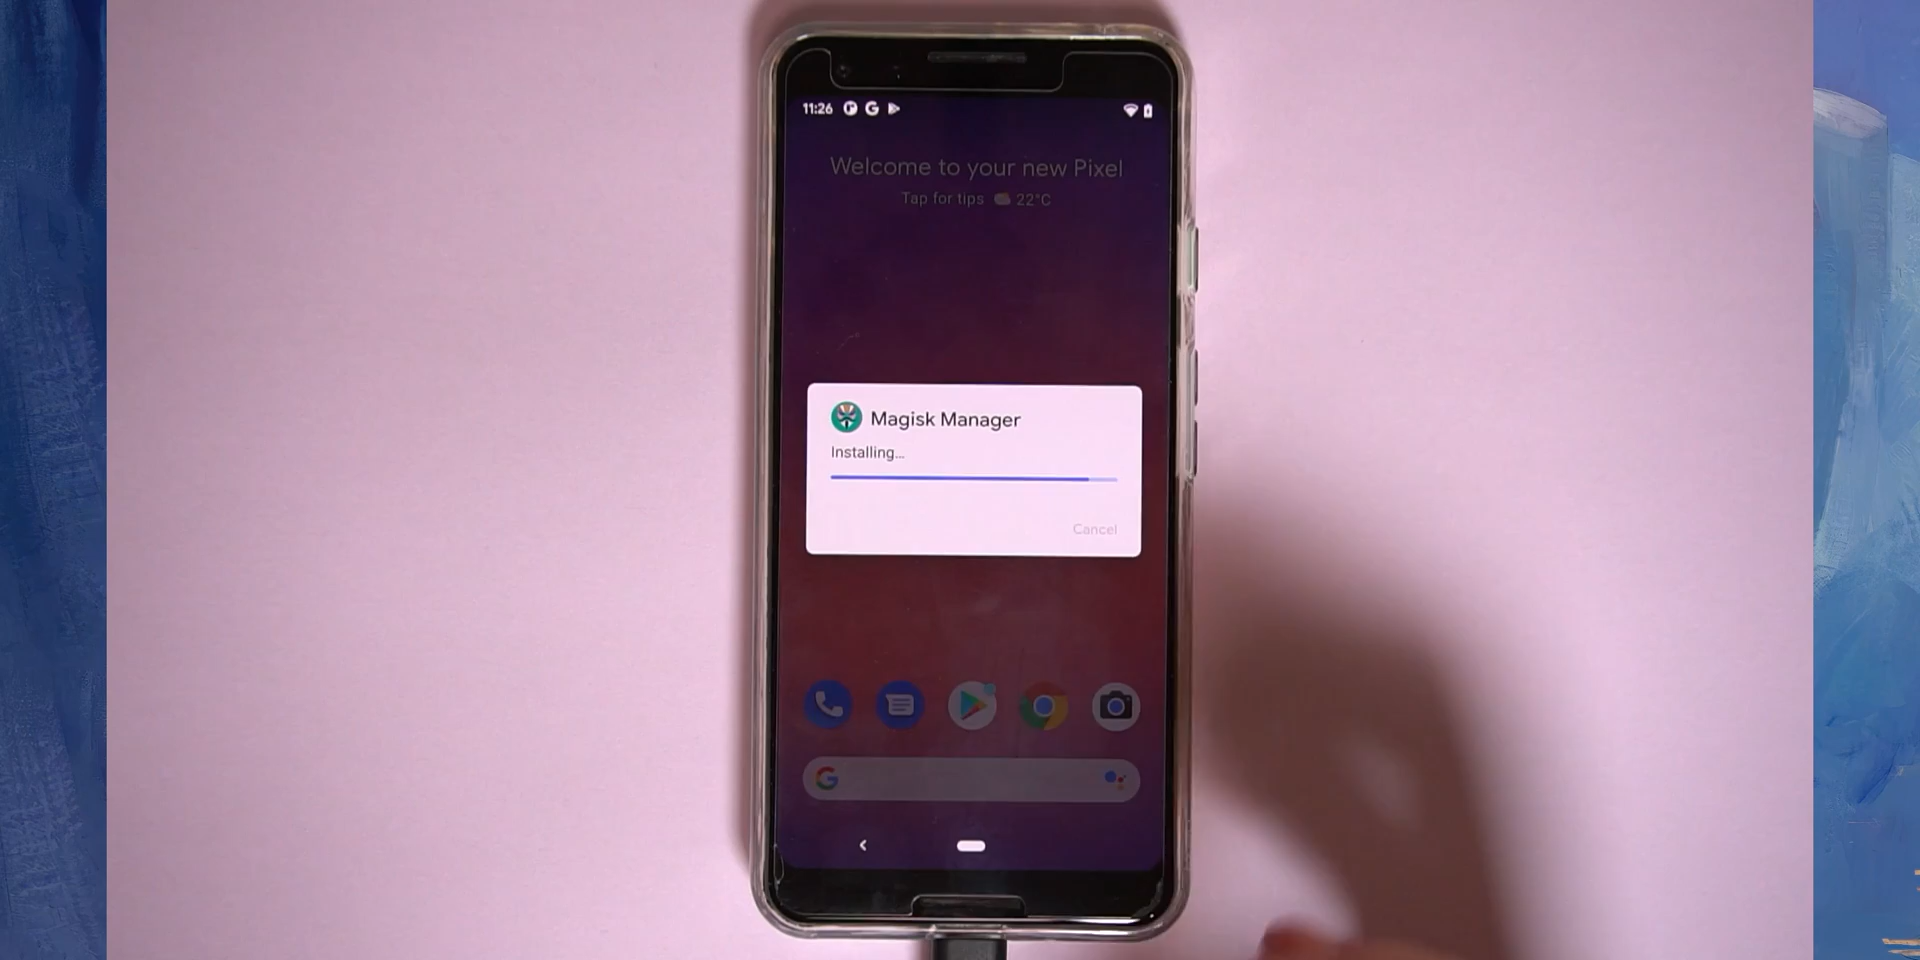 11:26
Welcome to your new Pixel
Tap for tips 22°C
Magisk Manager
Installing...
Cancel